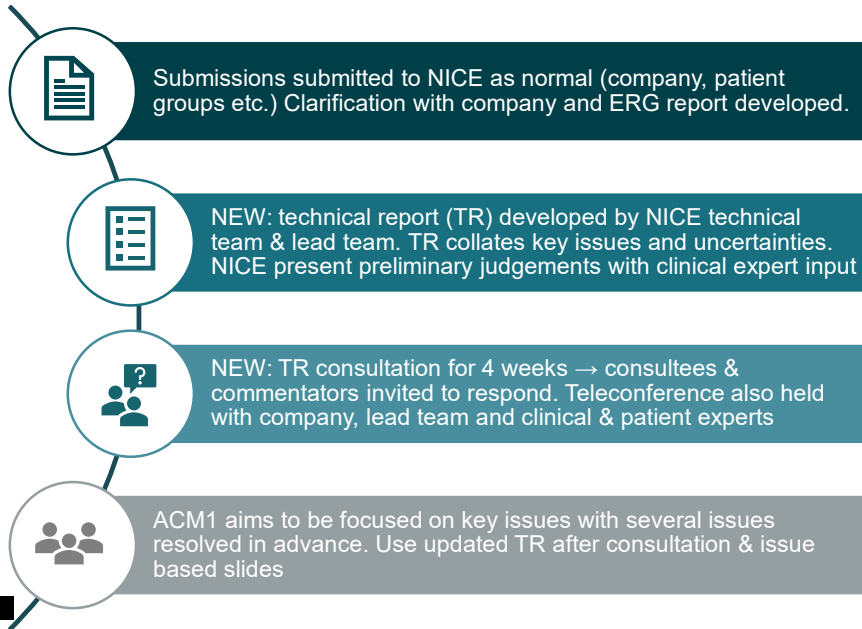 Submissions submitted to NICE as normal (company, patient
groups etc.) Clarification with company and ERG report developed.
NEW: technical report (TR) developed by NICE technical
team & lead team. TR collates key issues and uncertainties.
NICE present preliminary judgements with clinical expert input
?
NEW: TR consultation for 4 weeks → consultees &
commentators invited to respond. Teleconference also held
with company, lead team and clinical & patient experts
ACM1 aims to be focused on key issues with several issues
resolved in advance. Use updated TR after consultation & issue
based slides